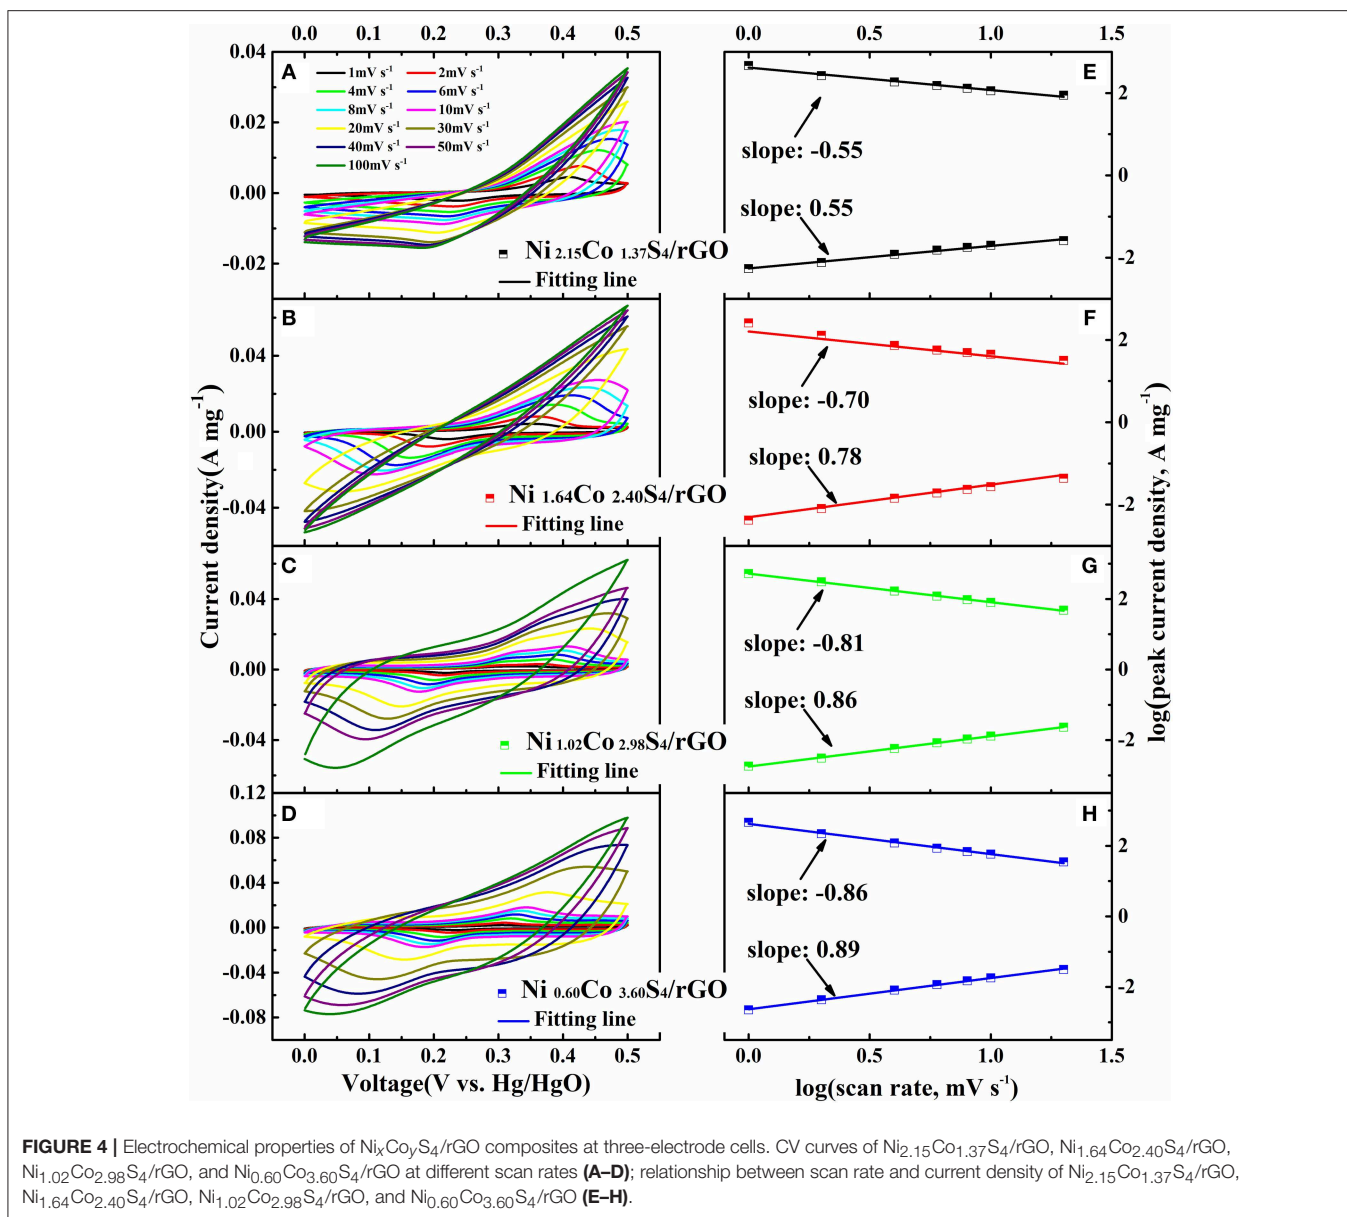 0.0 0.1 0.2 0.3 0.4 0.5
0.0 0.5 1.0 1.5
A
1mV s-1 2mV s-1
4mV s-1 6mV s-1
8mV s-1 10mV s-1
20mV s-1 30mV s-1
40mV s-1 50mV s-1
100mV s-1
0.04
0.02
0.00
-0.02
Ni 2.15Co 1.37S4/rGO
Fitting line
E
slope: -0.55
slope: 0.55
2
0
-2
B
0.04
0.00
-0.04
Ni 1.64Co 2.40S4/rGO
Fitting line
F
slope: -0.70
slope: 0.78
2
0
-2
C
0.04
0.00
-0.04
Ni 1.02Co 2.98S4/rGO
Fitting line
G
slope: -0.81
slope: 0.86
2
0
-2
D
0.12
0.08
0.04
0.00
-0.04
-0.08
Ni 0.60Co 3.60S4/rGO
Fitting line
H
slope: -0.86
slope: 0.89
2
0
-2
Current density(A mg-1)
log(peak current density, A mg-1)
0.0 0.1 0.2 0.3 0.4 0.5
Voltage(V vs. Hg/HgO)
0.0 0.5 1.0 1.5
log(scan rate, mV s-1)
FIGURE 4 | Electrochemical properties of NixCoyS4/rGO composites at three-electrode cells. CV curves of Ni2.15Co1.37S4/rGO, Ni1.64Co2.40S4/rGO,
Ni1.02Co2.98S4/rGO, and Ni0.60Co3.60S4/rGO at different scan rates (A–D); relationship between scan rate and current density of Ni2.15Co1.37S4/rGO,
Ni1.64Co2.40S4/rGO, Ni1.02Co2.98S4/rGO, and Ni0.60Co3.60S4/rGO (E–H).